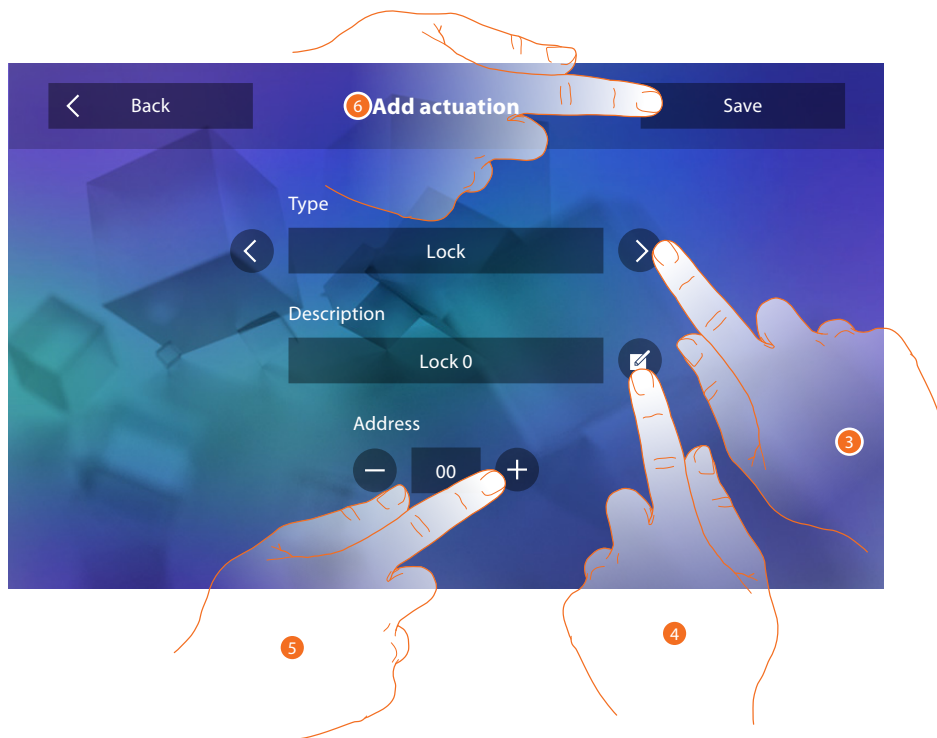 Back
6 Add actuation
Save
Type
Lock
Description
Lock 0
3
Address
00
4
5